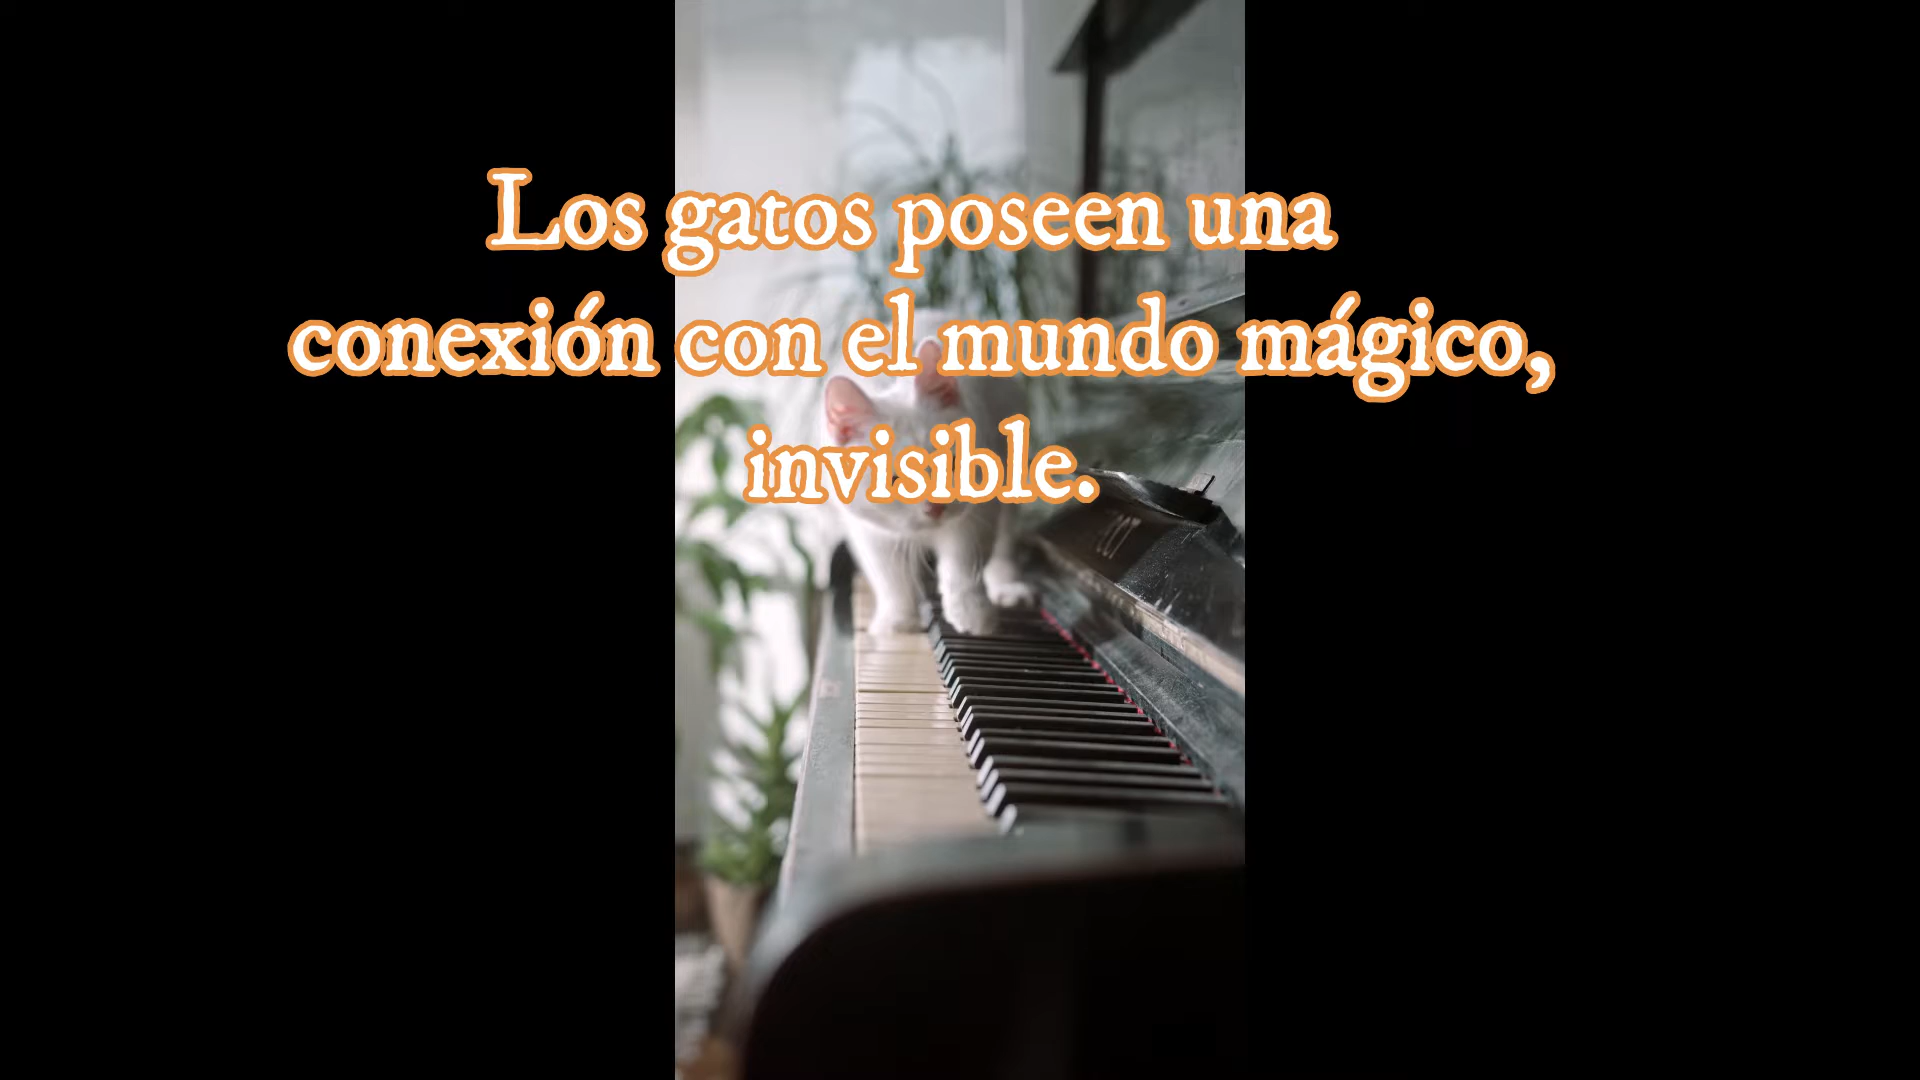 Los gatos poseen una
conexión con el mundo mágico,
invisible.